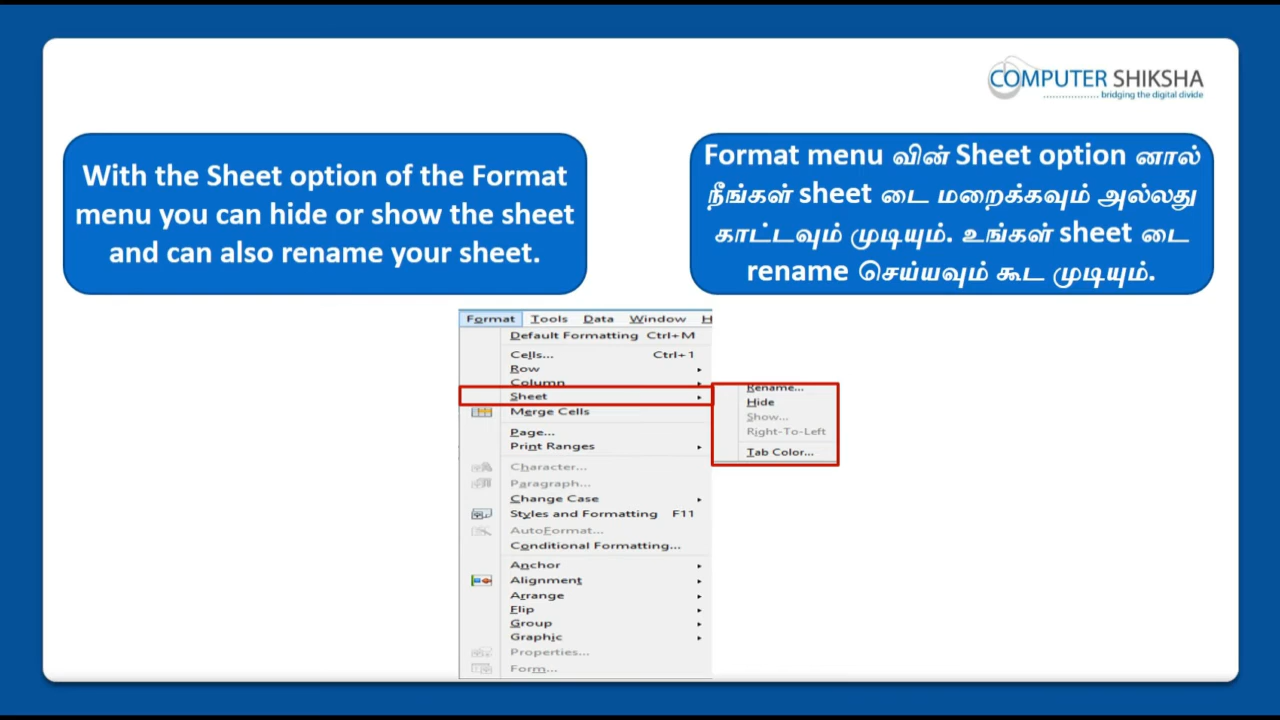 COMPUTER SHIKSHA
bridging the digital divide
With the Sheet option of the Format
menu you can hide or show the sheet
and can also rename your sheet.
Format menu வின் Sheet option னால்
நீங்கள் sheet டை மறைக்கவும் அல்லது
காட்டவும் முடியும். உங்கள் sheet டை
rename செய்யவும் கூட முடியும்.
Format Tools Data Window H
Default Formatting Ctrl+M
Cells... Ctrl+1
Row
Column
Sheet
Merge Cells
Page...
Print Ranges
Character...
Paragraph...
Change Case
Styles and Formatting F11
AutoFormat...
Conditional Formatting...
Anchor
Alignment
Arrange
Flip
Group
Graphic
Properties...
Form...
Rename...
Hide
Show...
Right-To-Left
Tab Color...